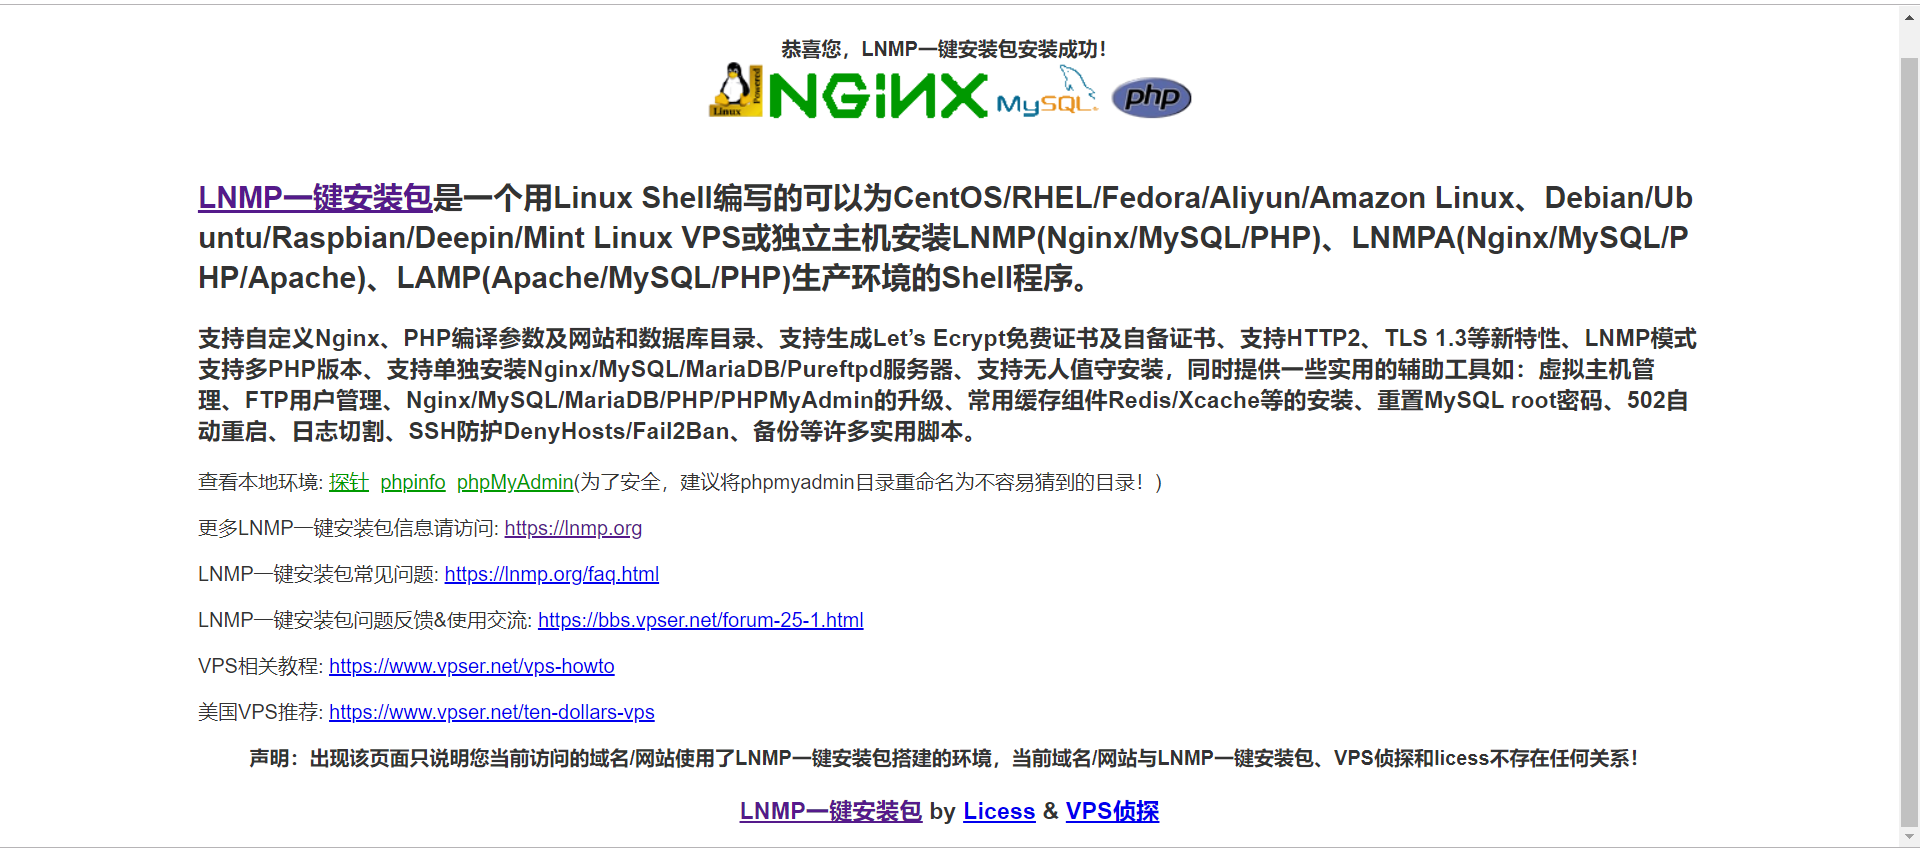 恭喜您，LNMP一键安装包安装成功！
Linux Powered NGiNX MySQL php
LNMP一键安装包是一个用Linux Shell编写的可以为CentOS/RHEL/Fedora/Aliyun/Amazon Linux、Debian/Ub
untu/Raspbian/Deepin/Mint Linux VPS或独立主机安装LNMP(Nginx/MySQL/PHP)、LNMPA(Nginx/MySQL/P
HP/Apache)、LAMP(Apache/MySQL/PHP)生产环境的Shell程序。
支持自定义Nginx、PHP编译参数及网站和数据库目录、支持生成Let’s Ecrypt免费证书及自备证书、支持HTTP2、TLS 1.3等新特性、LNMP模式
支持多PHP版本、支持单独安装Nginx/MySQL/MariaDB/Pureftpd服务器、支持无人值守安装，同时提供一些实用的辅助工具如：虚拟主机管
理、FTP用户管理、Nginx/MySQL/MariaDB/PHP/PHPMyAdmin的升级、常用缓存组件Redis/Xcache等的安装、重置MySQL root密码、502自
动重启、日志切割、SSH防护DenyHosts/Fail2Ban、备份等许多实用脚本。
查看本地环境: 探针 phpinfo phpMyAdmin(为了安全，建议将phpmyadmin目录重命名为不容易猜到的目录！)
更多LNMP一键安装包信息请访问: https://lnmp.org
LNMP一键安装包常见问题: https://lnmp.org/faq.html
LNMP一键安装包问题反馈&使用交流: https://bbs.vpser.net/forum-25-1.html
VPS相关教程: https://www.vpser.net/vps-howto
美国VPS推荐: https://www.vpser.net/ten-dollars-vps
声明：出现该页面只说明您当前访问的域名/网站使用了LNMP一键安装包搭建的环境，当前域名/网站与LNMP一键安装包、VPS侦探和licess不存在任何关系！
LNMP一键安装包 by Licess & VPS侦探